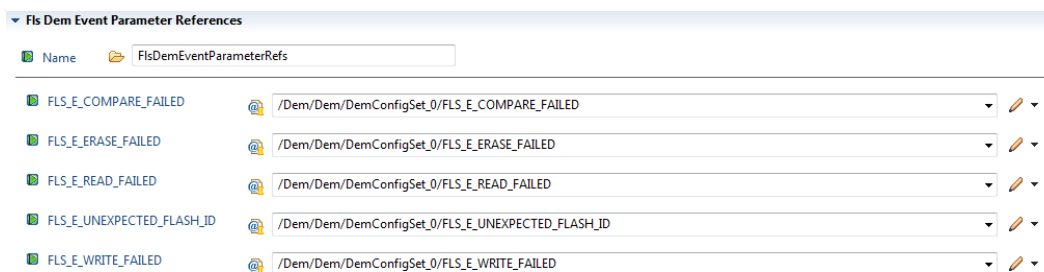 Fls Dem Event Parameter References
Name FlsDemEventParameterRefs
FLS_E_COMPARE_FAILED /Dem/Dem/DemConfigSet_0/FLS_E_COMPARE_FAILED
FLS_E_ERASE_FAILED /Dem/Dem/DemConfigSet_0/FLS_E_ERASE_FAILED
FLS_E_READ_FAILED /Dem/Dem/DemConfigSet_0/FLS_E_READ_FAILED
FLS_E_UNEXPECTED_FLASH_ID /Dem/Dem/DemConfigSet_0/FLS_E_UNEXPECTED_FLASH_ID
FLS_E_WRITE_FAILED /Dem/Dem/DemConfigSet_0/FLS_E_WRITE_FAILED